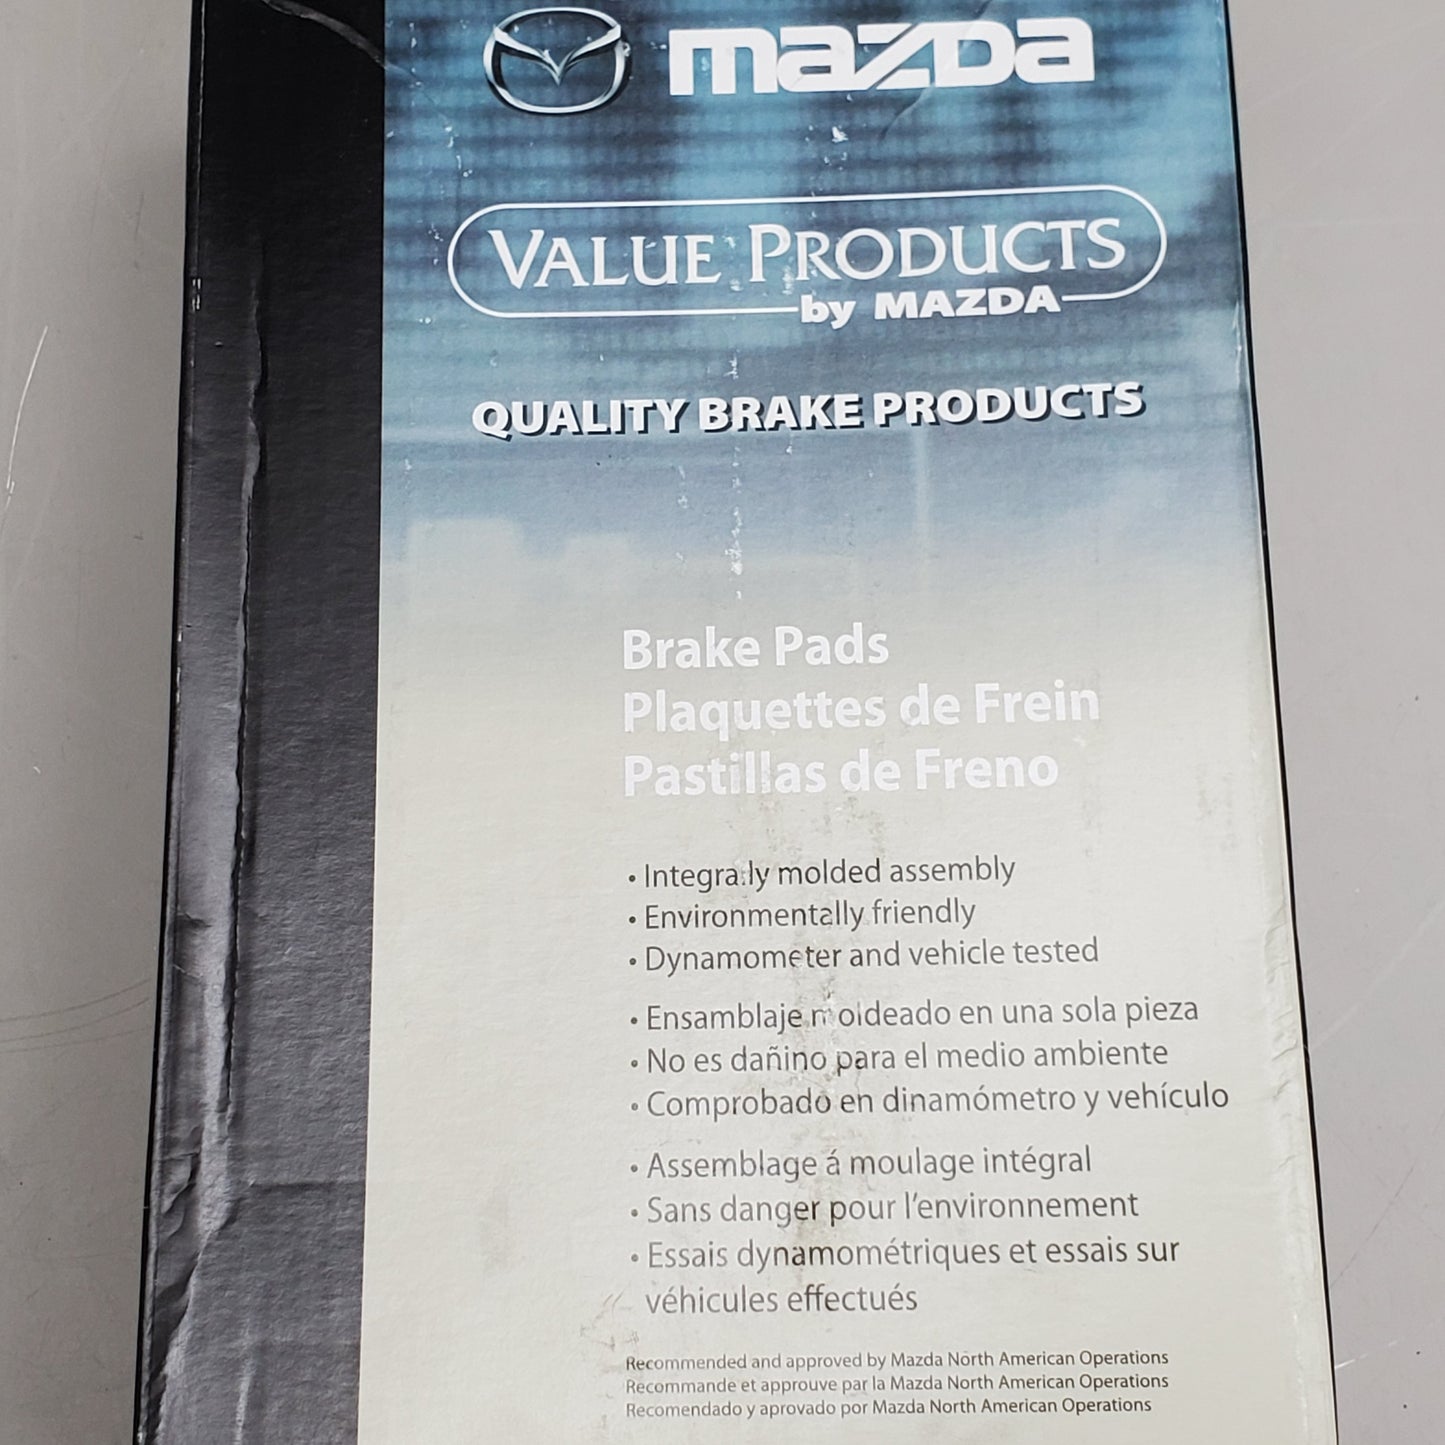 mazda
VALUE PRODUCTS
by MAZDA
QUALITY BRAKE PRODUCTS
Brake Pads
Plaquettes de Frein
Pastillas de Freno
• Integrally molded assembly
• Environmentally friendly
• Dynamometer and vehicle tested
• Ensamblaje moldeado en una sola pieza
• No es dañino para el medio ambiente
• Comprobado en dinamómetro y vehículo
• Assemblage á moulage intégral
• Sans danger pour l'environnement
• Essais dynamométriques et essais sur
véhicules effectués
Recommended and approved by Mazda North American Operations
Recommande et approuve par la Mazda North American Operations
Recomendado y aprovado por Mazda North American Operations